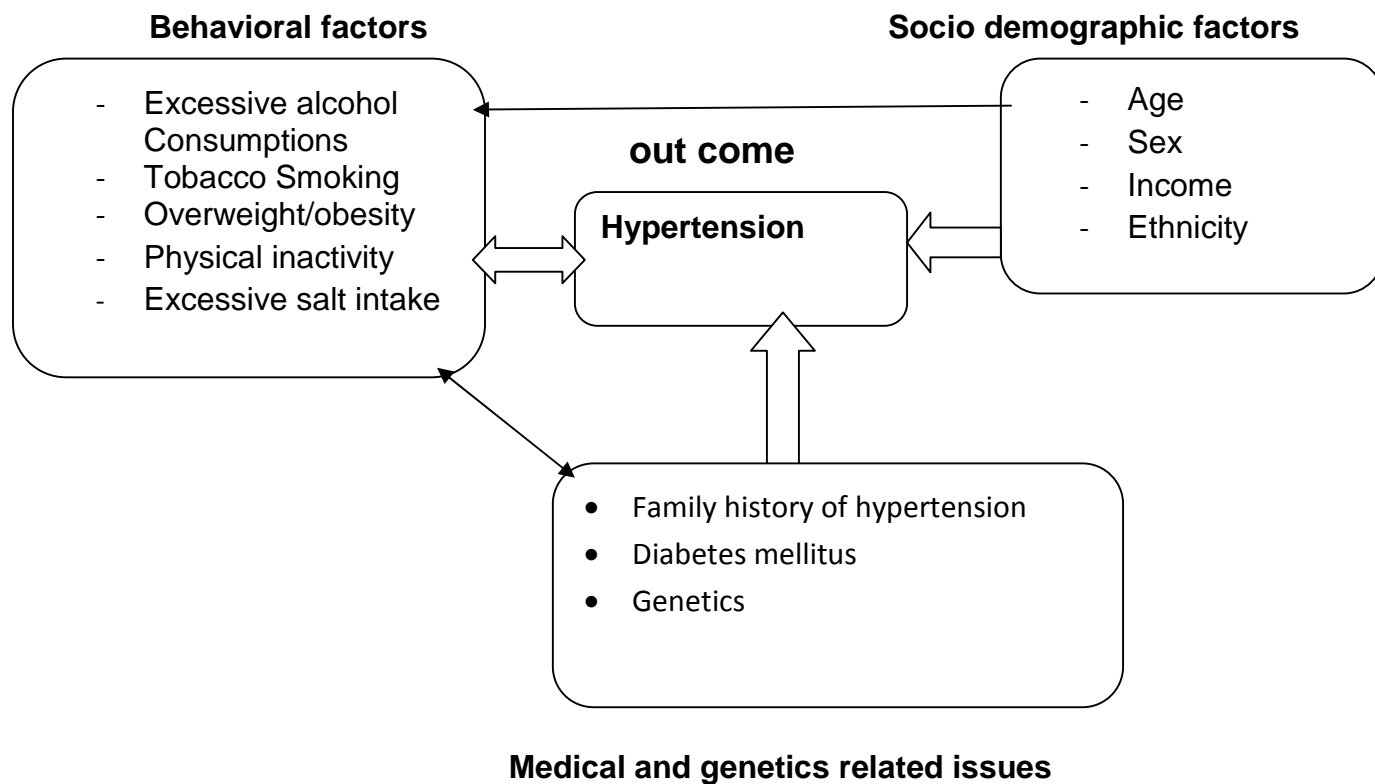 Behavioral factors
- Excessive alcohol
Consumptions
- Tobacco Smoking
- Overweight/obesity
- Physical inactivity
- Excessive salt intake
Socio demographic factors
- Age
- Sex
- Income
- Ethnicity
out come
Hypertension
• Family history of hypertension
• Diabetes mellitus
• Genetics
Medical and genetics related issues